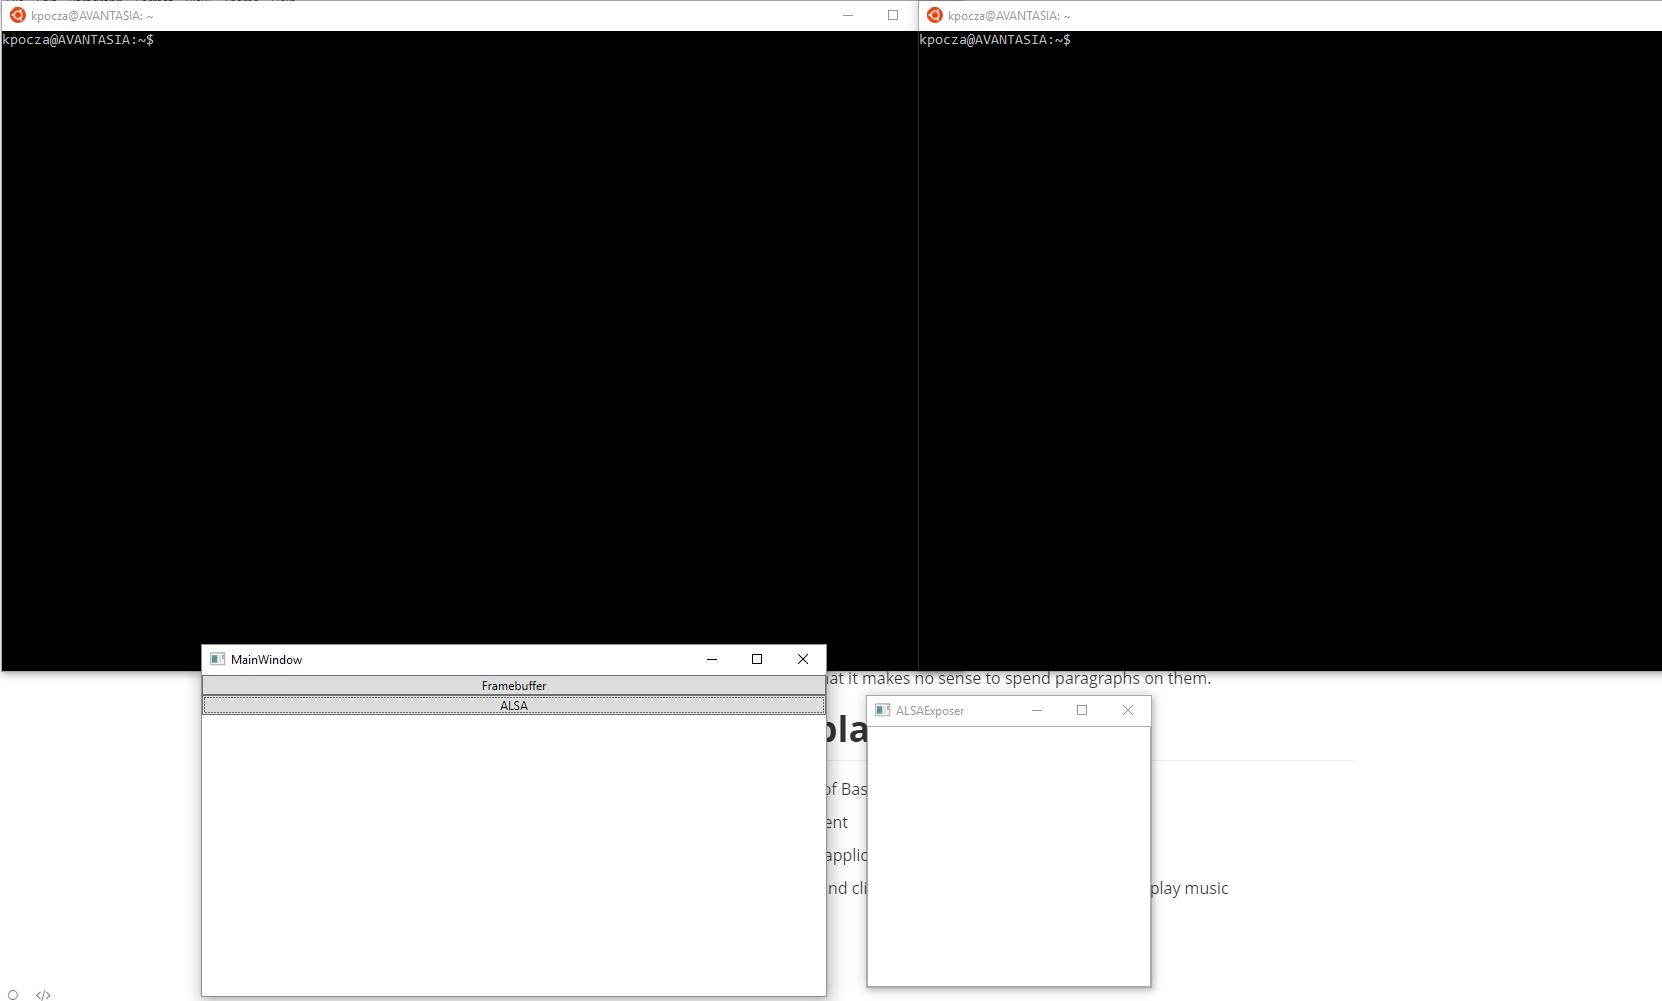 kpocza@AVANTASIA: ~
kpocza@AVANTASIA: ~
kpocza@AVANTASIA:~$
kpocza@AVANTASIA:~$
MainWindow
Framebuffer
ALSA
at it makes no sense to spend paragraphs on them.
ALSAExposer
pla
of Bas
ent
applic
nd cli
play music